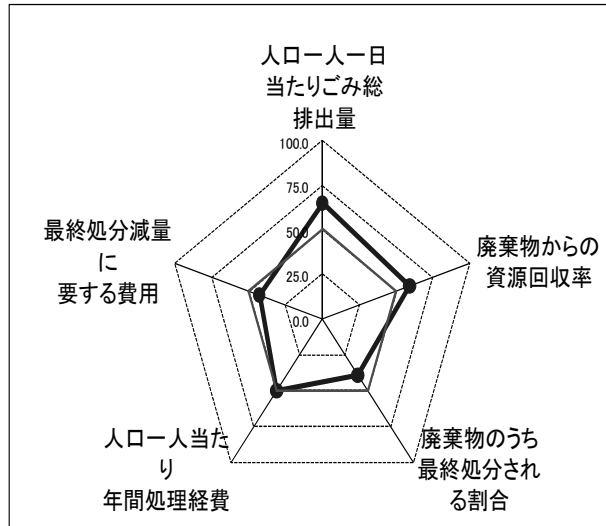 人口一人一日
当たりごみ総
排出量
100.0
75.0
50.0
25.0
0.0
廃棄物からの
資源回収率
廃棄物のうち
最終処分され
る割合
人口一人当た
り
年間処理経費
最終処分減量
に
要する費用